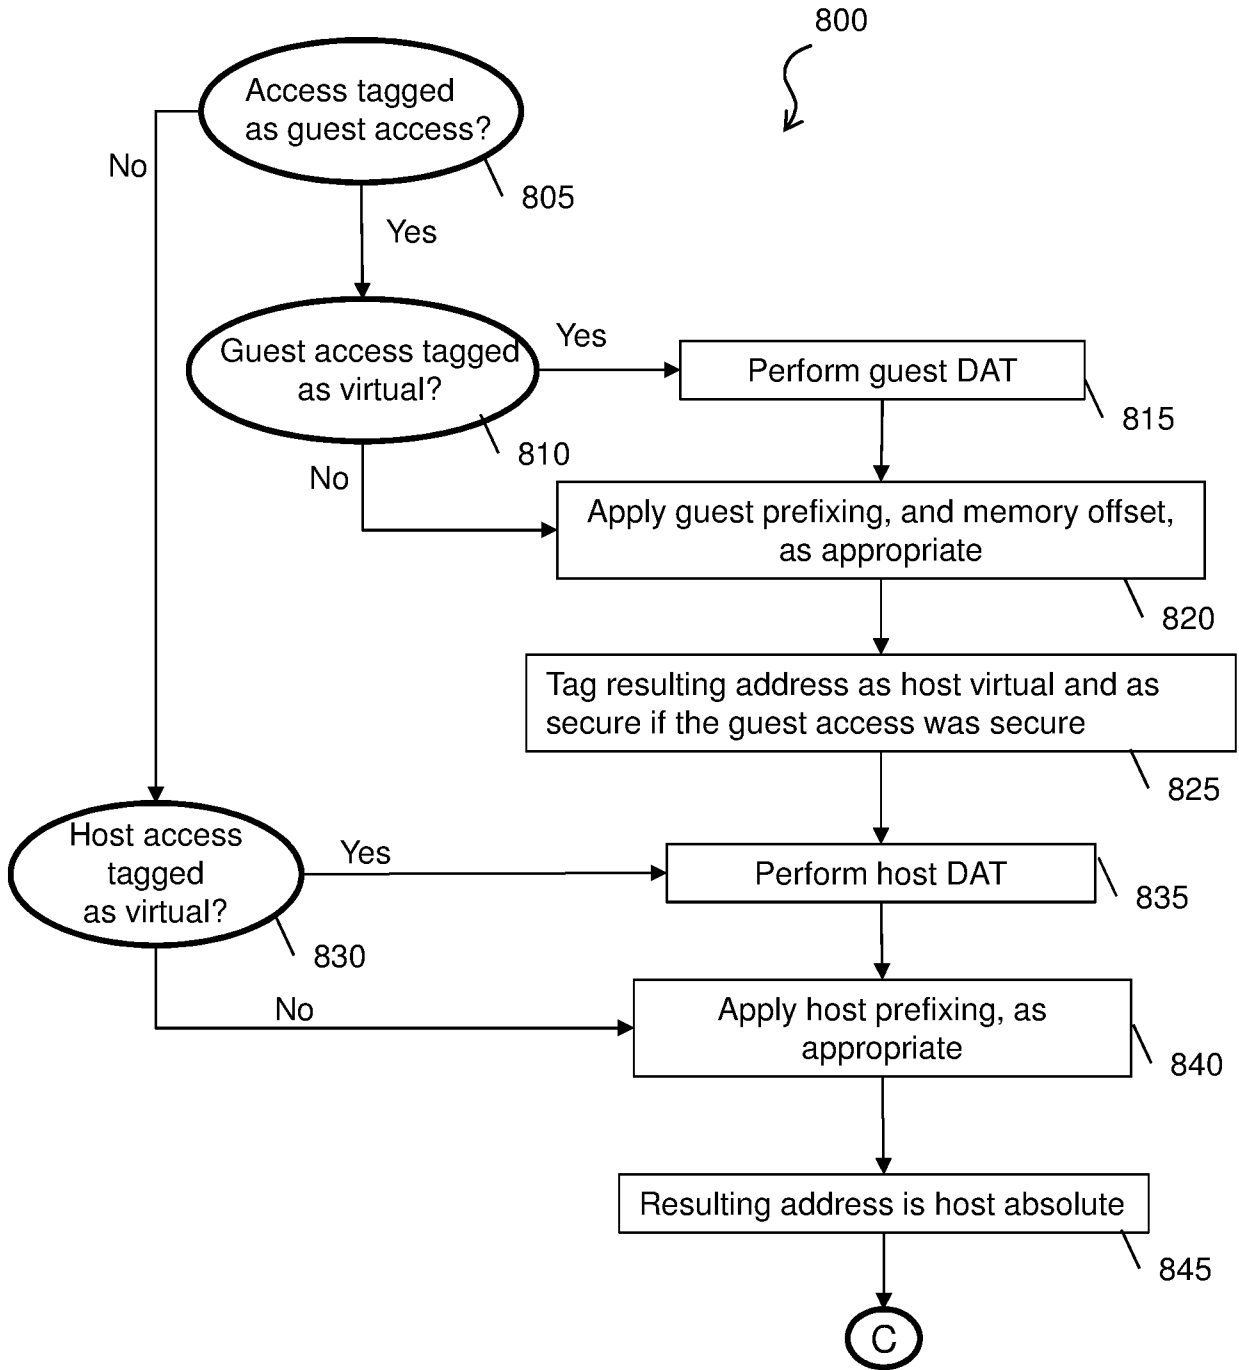 800
Access tagged
as guest access?
805
No
Yes
Guest access tagged
as virtual?
810
Yes
No
Perform guest DAT
815
Apply guest prefixing, and memory offset,
as appropriate
820
Tag resulting address as host virtual and as
secure if the guest access was secure
825
Host access
tagged
as virtual?
830
Yes
No
Perform host DAT
835
Apply host prefixing, as
appropriate
840
Resulting address is host absolute
845
C